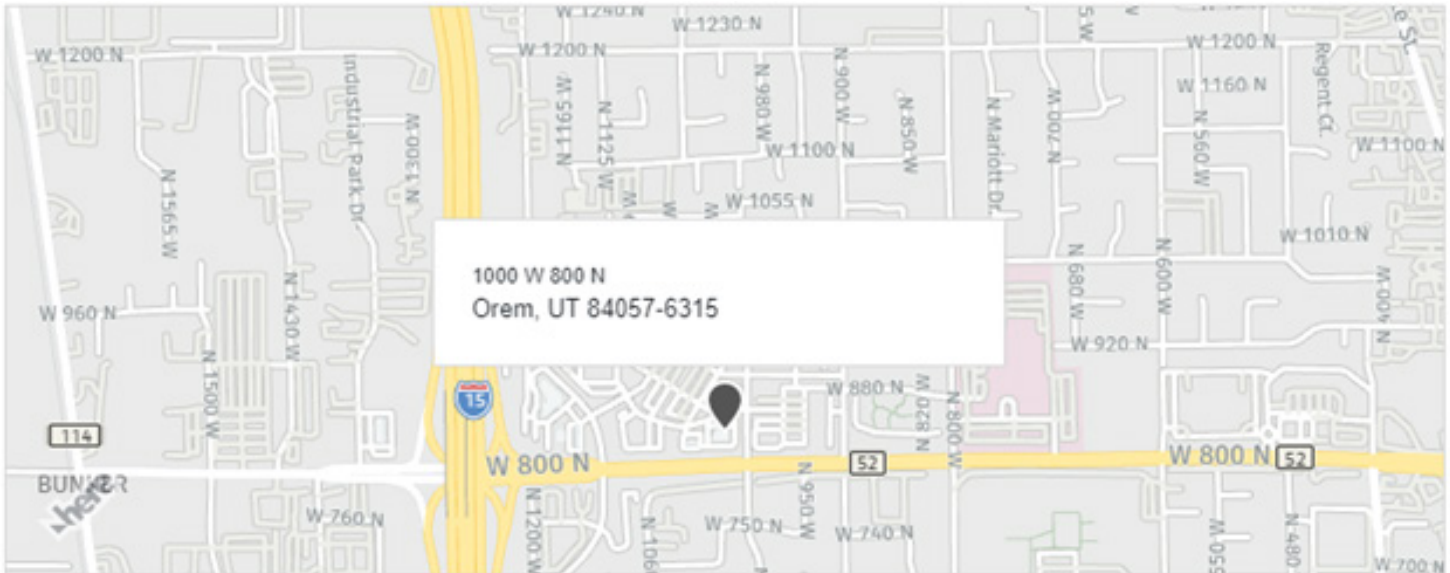 W 1240 N
W 1230 N
W 1200 N
W 1200 N
W 1200 N
W 1160 N
Regent Ct.
Industrial Park Dr
N 1300 W
N 1165 W
N 1125 W
N 980 W
N 900 W
N 850 W
N Mariott Dr.
N 700 W
N 560 W
W 1100 N
W 1100 N
N 1565 W
W 1055 N
W 1010 N
1000 W 800 N
Orem, UT 84057-6315
N 680 W
N 600 W
N 400 W
W 960 N
N 1430 W
N 1500 W
W 920 N
W 880 N
N 820 W
N 800 W
15
114
W 800 N
52
W 800 N
52
BUNKER
here
W 760 N
N 1200 W
W 750 N
N 950 W
W 740 N
N 480
W 700 N